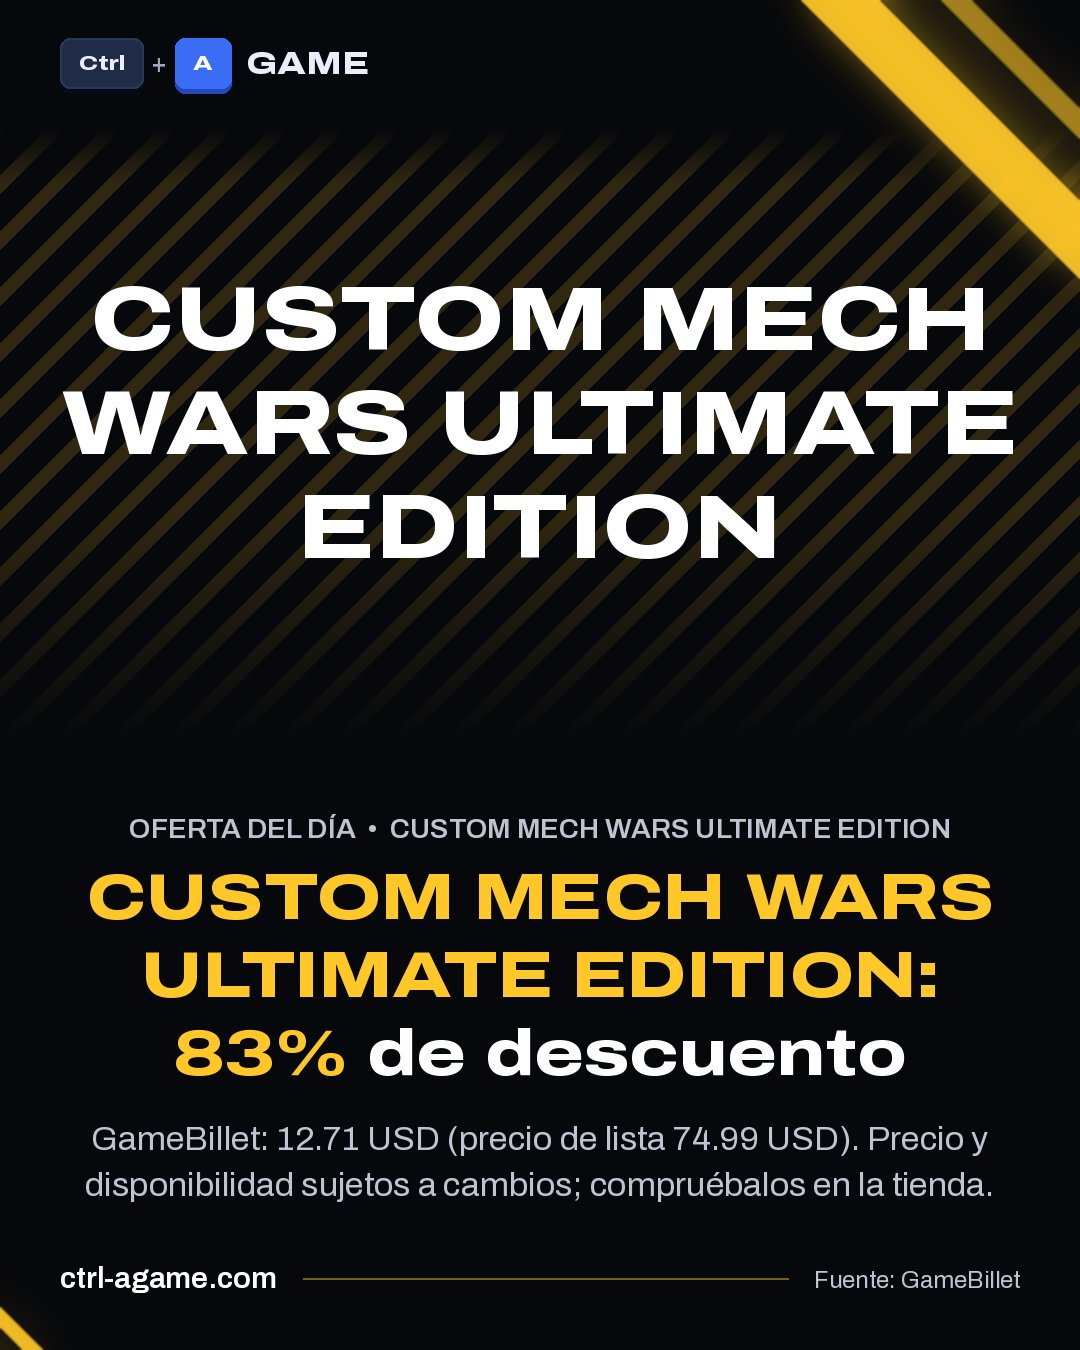 Ctrl + A GAME
CUSTOM MECH
WARS ULTIMATE
EDITION
OFERTA DEL DÍA • CUSTOM MECH WARS ULTIMATE EDITION
CUSTOM MECH WARS
ULTIMATE EDITION:
83% de descuento
GameBillet: 12.71 USD (precio de lista 74.99 USD). Precio y
disponibilidad sujetos a cambios; compruébalos en la tienda.
ctrl-agame.com
Fuente: GameBillet